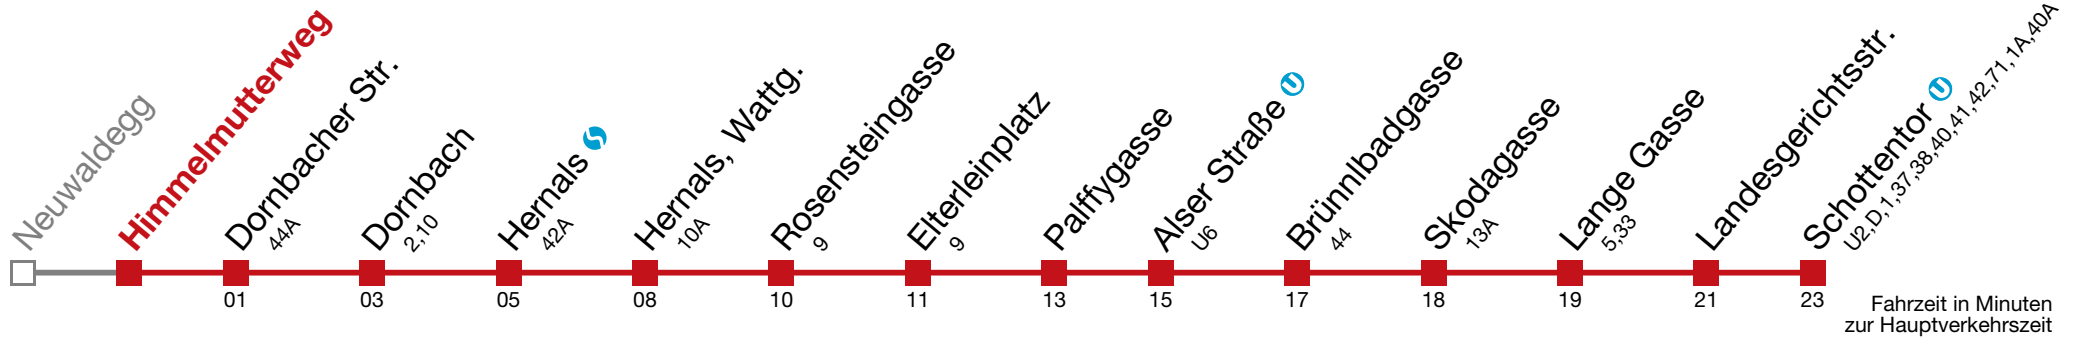 Neuwaldegg
Himmelmutterweg
Dornbacher Str.
44A
Dornbach
2,10
Hernals
42A
Hernals, Wattg.
10A
Rosensteingasse
9
Elterleinplatz
9
Palffygasse
Alser Straße U
U6
Brünnlbadgasse
44
Skodagasse
13A
Lange Gasse
5,33
Landesgerichtsstr.
Schottentor U
U2,D,1,37,38,40,41,42,71,1A,40A
01 03 05 08 10 11 13 15 17 18 19 21 23
Fahrzeit in Minuten
zur Hauptverkehrszeit